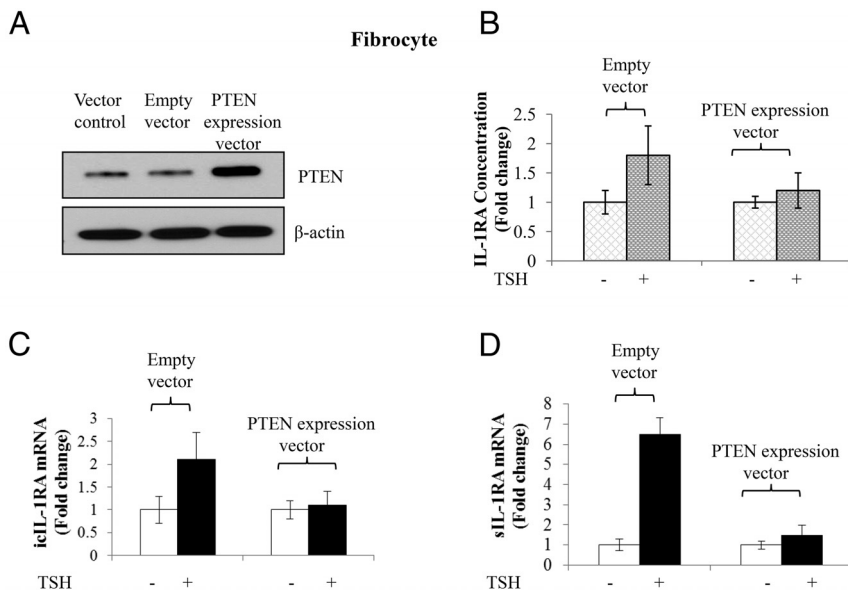 A
Fibrocyte
Vector control
Empty vector
PTEN expression vector
PTEN
β-actin
B
Empty
vector
PTEN expression
vector
IL-1RA Concentration
(Fold change)
2.5
2
1.5
1
0.5
0
TSH - + - +
C
Empty
vector
PTEN expression
vector
icIL-1RA mRNA
(Fold change)
3
2.5
2
1.5
1
0.5
0
TSH - + - +
D
Empty
vector
PTEN expression
vector
sIL-1RA mRNA
(Fold change)
8
7
6
5
4
3
2
1
0
TSH - + - +